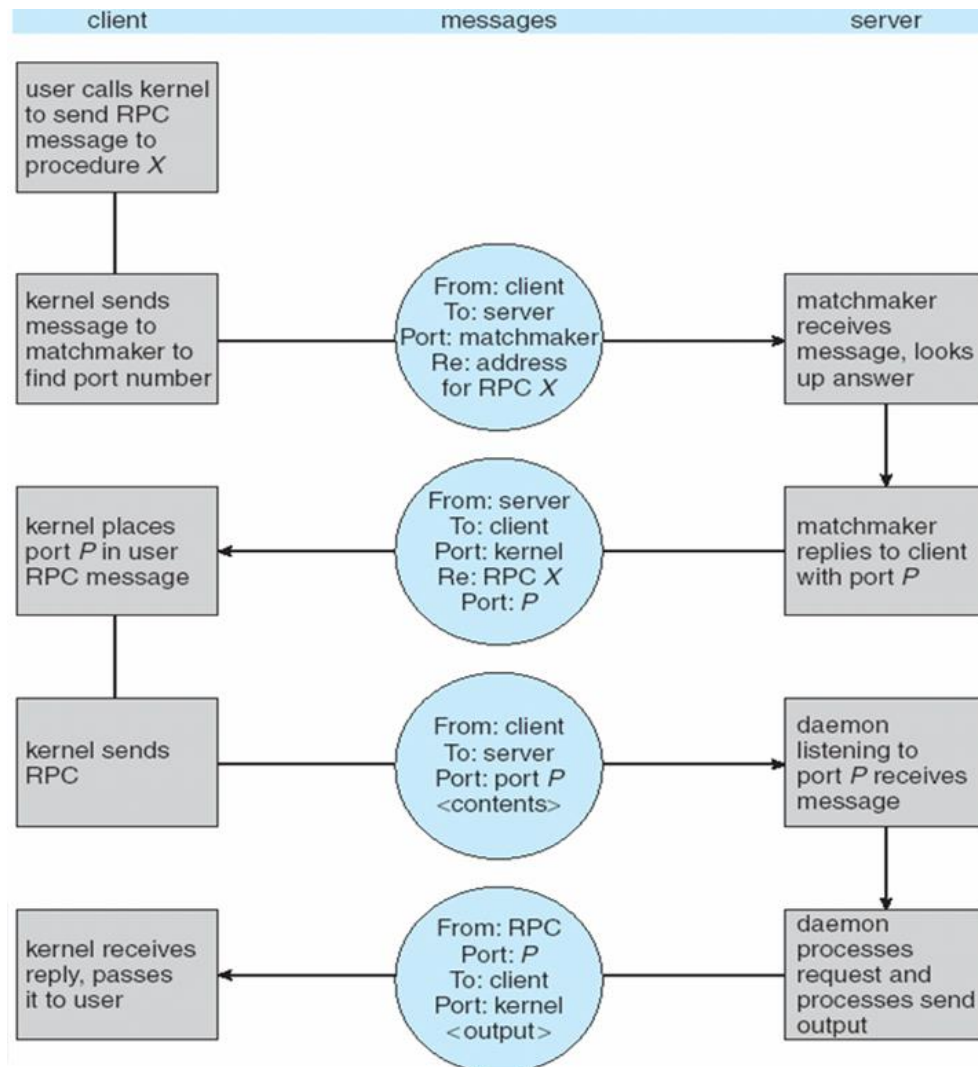 client messages server
user calls kernel
to send RPC
message to
procedure X
kernel sends
message to
matchmaker to
find port number
From: client
To: server
Port: matchmaker
Re: address
for RPC X
matchmaker
receives
message, looks
up answer
kernel places
port P in user
RPC message
From: server
To: client
Port: kernel
Re: RPC X
Port: P
matchmaker
replies to client
with port P
kernel sends
RPC
From: client
To: server
Port: port P
<contents>
daemon
listening to
port P receives
message
kernel receives
reply, passes
it to user
From: RPC
Port: P
To: client
Port: kernel
<output>
daemon
processes
request and
processes send
output